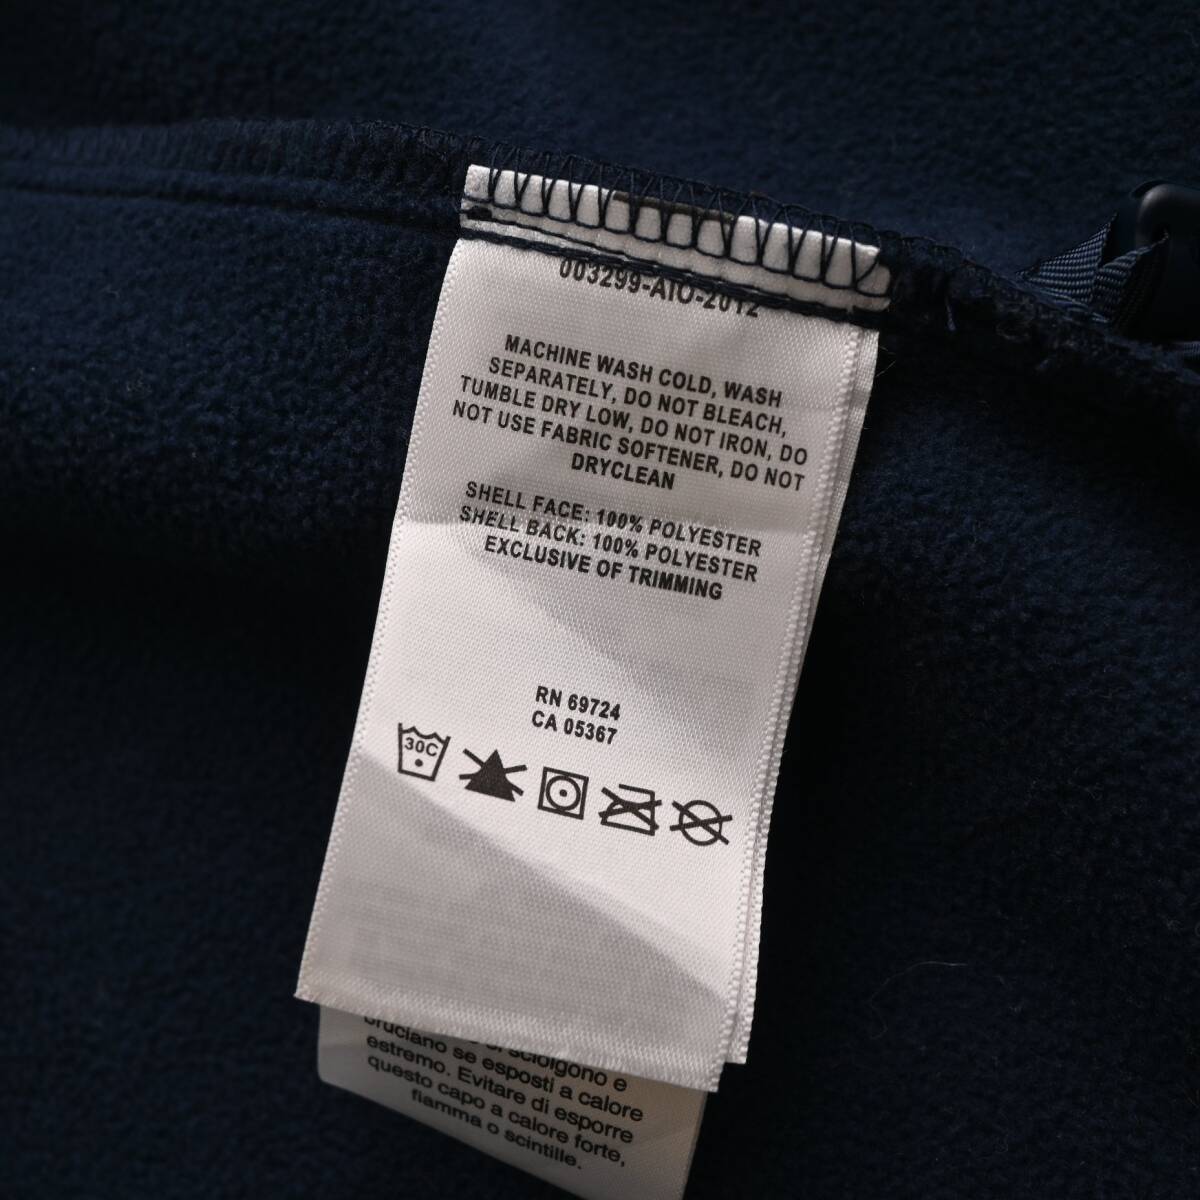 003299-AIO-2012
MACHINE WASH COLD, WASH
SEPARATELY, DO NOT BLEACH,
TUMBLE DRY LOW, DO NOT IRON, DO
NOT USE FABRIC SOFTENER, DO NOT
DRYCLEAN
SHELL FACE: 100% POLYESTER
SHELL BACK: 100% POLYESTER
EXCLUSIVE OF TRIMMING
RN 69724
CA 05367
30C
sciolgono e
bruciano se esposti a calore
estremo. Evitare di esporre
questo capo a calore forte,
fiamma o scintille.